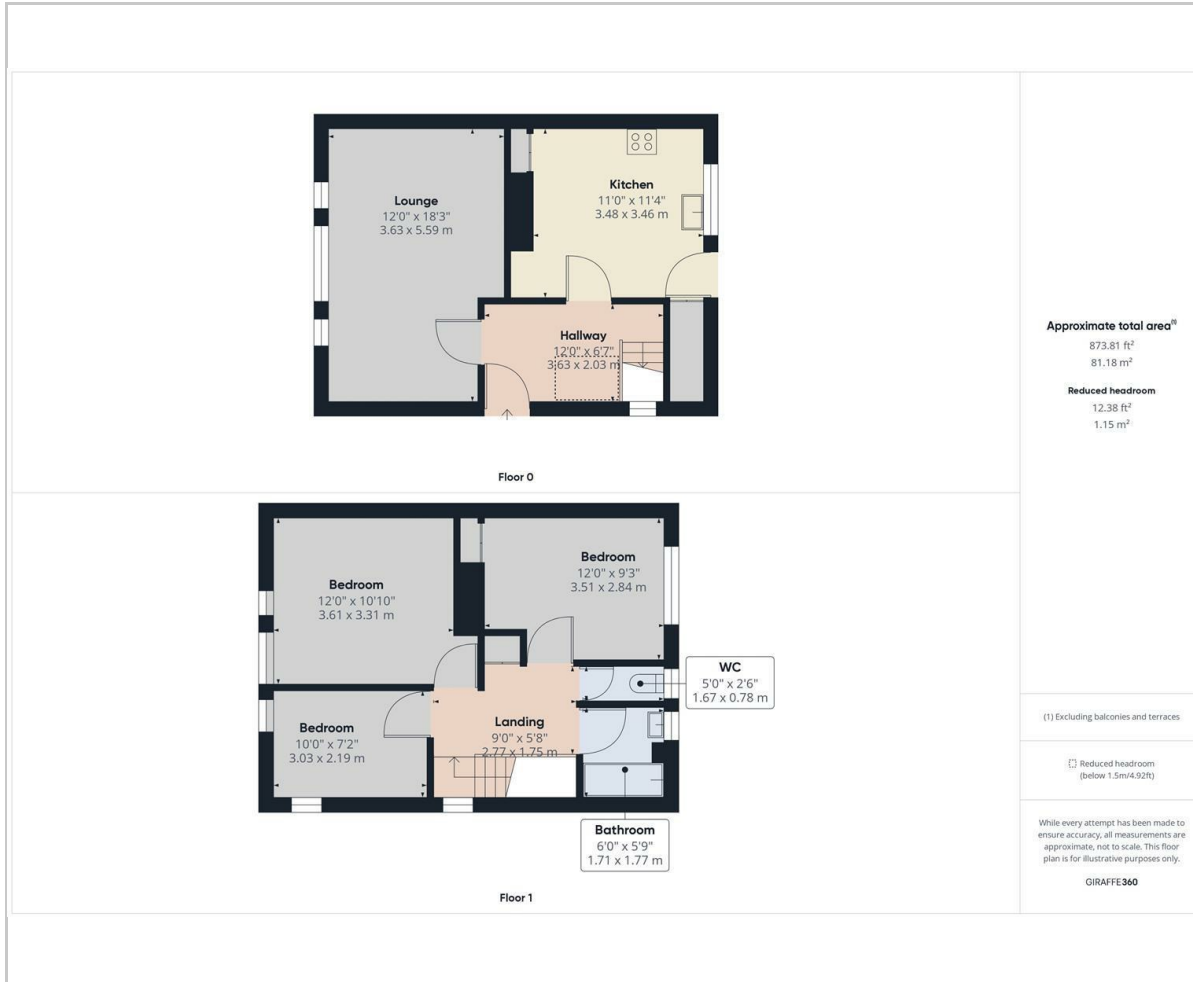 Lounge
12'0" x 18'3"
3.63 x 5.59 m
Kitchen
11'0" x 11'4"
3.48 x 3.46 m
Hallway
12'0" x 6'7"
3.63 x 2.03 m
Floor 0
Bedroom
12'0" x 10'10"
3.61 x 3.31 m
Bedroom
12'0" x 9'3"
3.51 x 2.84 m
WC
5'0" x 2'6"
1.67 x 0.78 m
Bedroom
10'0" x 7'2"
3.03 x 2.19 m
Landing
9'0" x 5'8"
2.77 x 1.75 m
Bathroom
6'0" x 5'9"
1.71 x 1.77 m
Floor 1
Approximate total area(1)
873.81 ft²
81.18 m²
Reduced headroom
12.38 ft²
1.15 m²
(1) Excluding balconies and terraces
Reduced headroom
(below 1.5m/4.92ft)
While every attempt has been made to
ensure accuracy, all measurements are
approximate, not to scale. This floor
plan is for illustrative purposes only.
GIRAFFE360